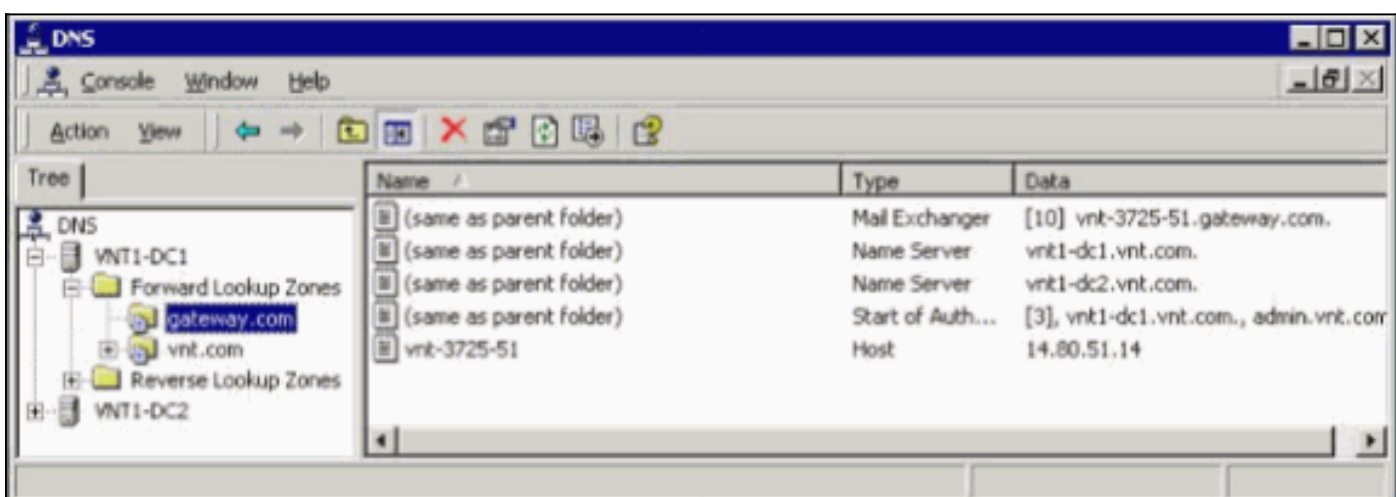 DNS
Console Window Help
Action View
Tree
Name Type Data
DNS
VNT1-DC1
Forward Lookup Zones
gateway.com
vnt.com
Reverse Lookup Zones
VNT1-DC2
(same as parent folder) Mail Exchanger [10] vnt-3725-51.gateway.com.
(same as parent folder) Name Server vnt1-dc1.vnt.com.
(same as parent folder) Name Server vnt1-dc2.vnt.com.
(same as parent folder) Start of Auth... [3], vnt1-dc1.vnt.com., admin.vnt.com
vnt-3725-51 Host 14.80.51.14